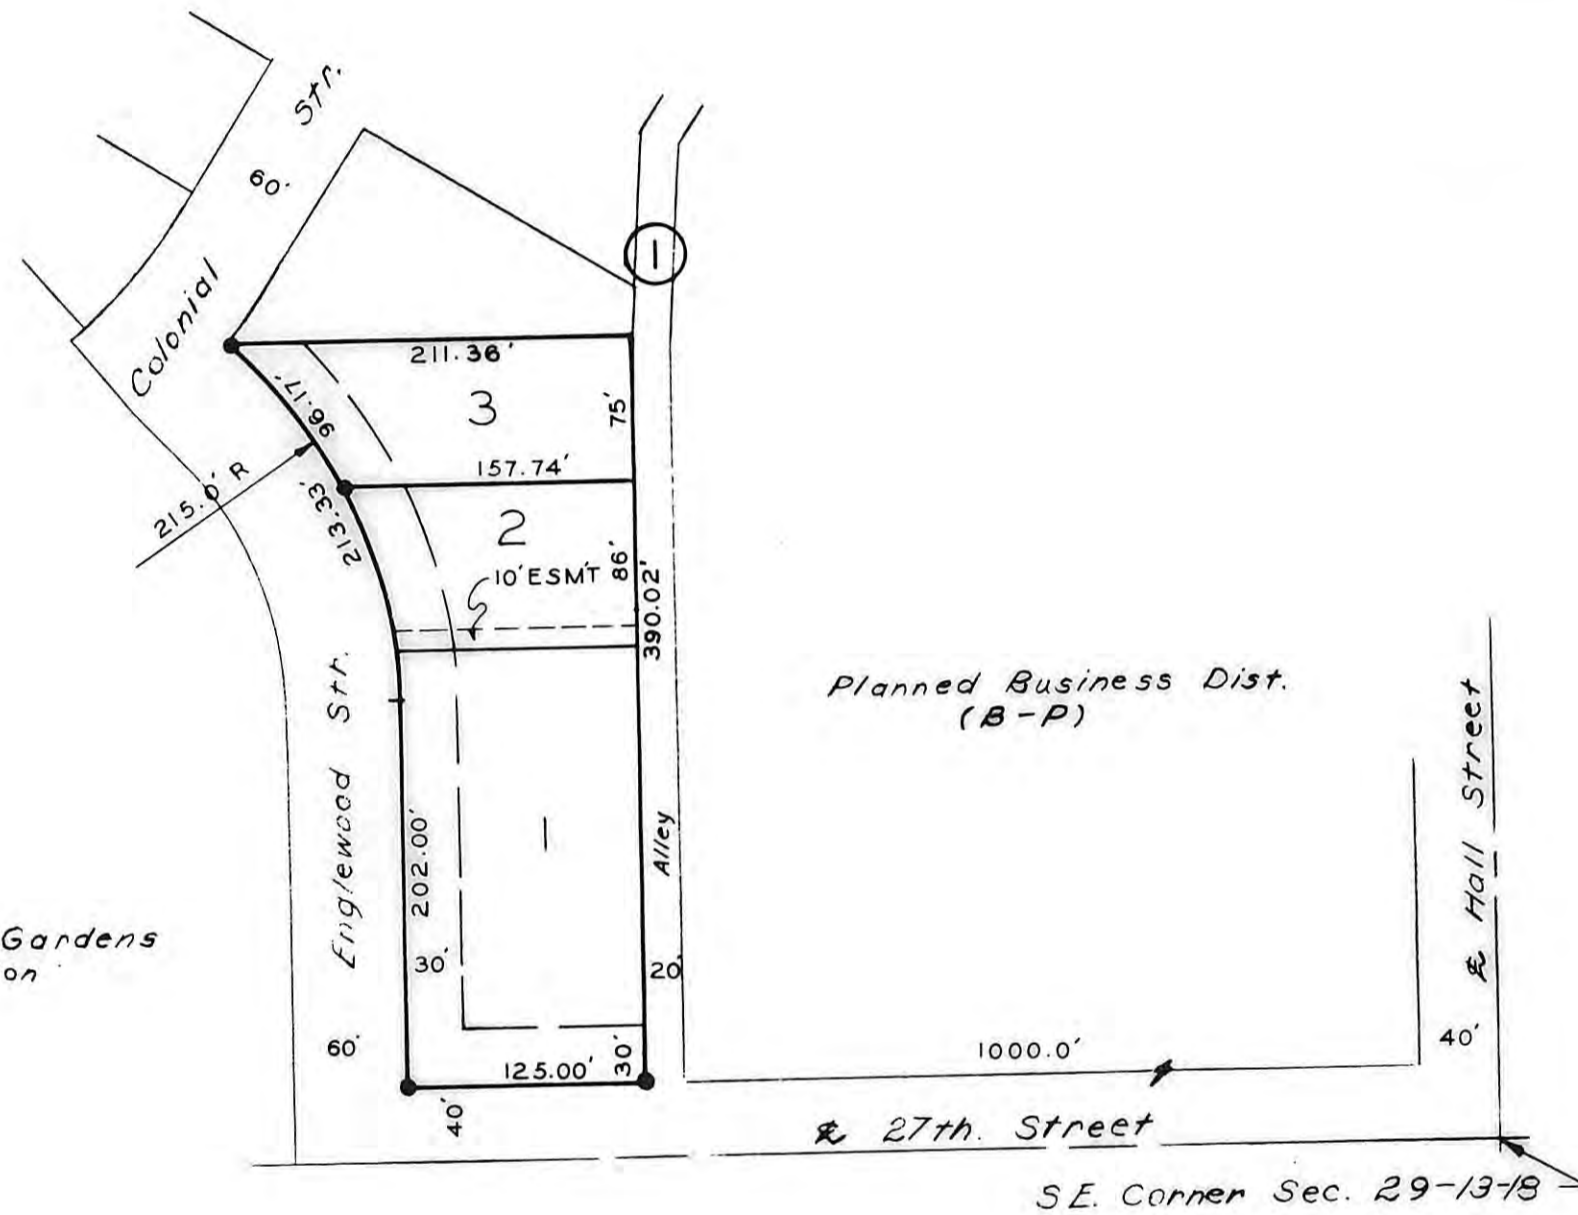 Str.
60'
Colonial
1
211.36'
96.17'
3
75'
157.74'
215.0' R
213.33'
2
10' ESM'T
86'
390.02'
Planned Business Dist.
(B-P)
Englewood Str.
202.00'
1
Alley
℄ Hall Street
Gardens
on
30'
20'
60'
125.00'
30'
1000.0'
40'
40'
℄ 27th. Street
S E. Corner Sec. 29-13-18